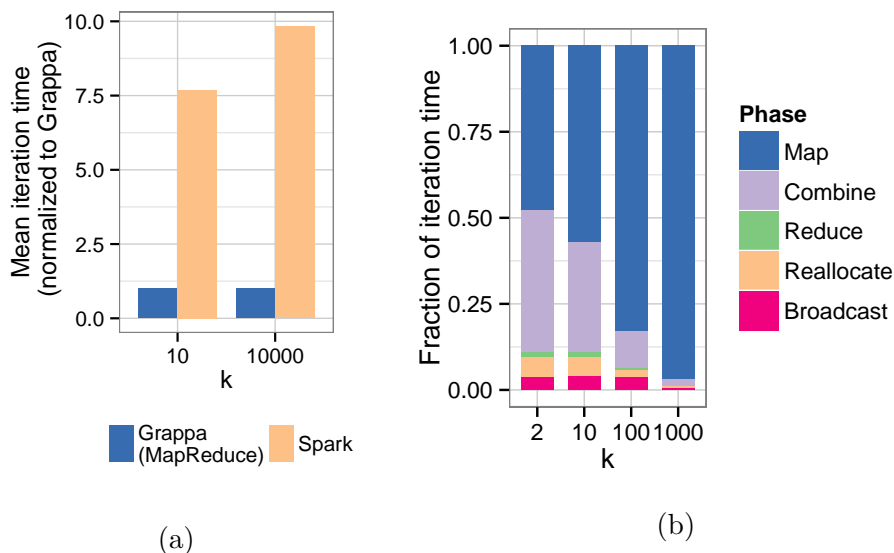 Mean iteration time
(normalized to Grappa)
10.0
7.5
5.0
2.5
0.0
10
10000
k
Grappa
(MapReduce)
Spark
(a)
Fraction of iteration time
1.00
0.75
0.50
0.25
0.00
2
10
100
1000
k
Phase
Map
Combine
Reduce
Reallocate
Broadcast
(b)